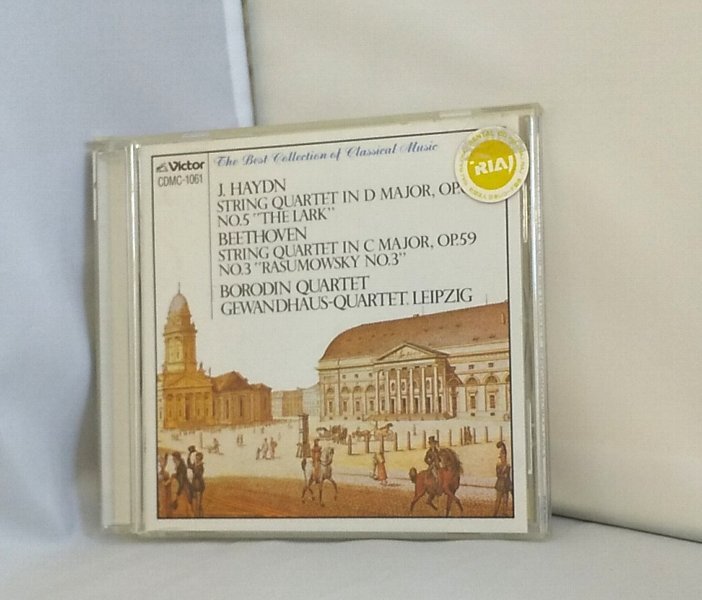 Victor
CDMC-1061
The Best Collection of Classical Music
J. HAYDN
STRING QUARTET IN D MAJOR, OP.
NO.5 "THE LARK"
BEETHOVEN
STRING QUARTET IN C MAJOR, OP.59
NO.3 "RASUMOWSKY NO.3"
BORODIN QUARTET
GEWANDHAUS-QUARTET. LEIPZIG
RIAJ